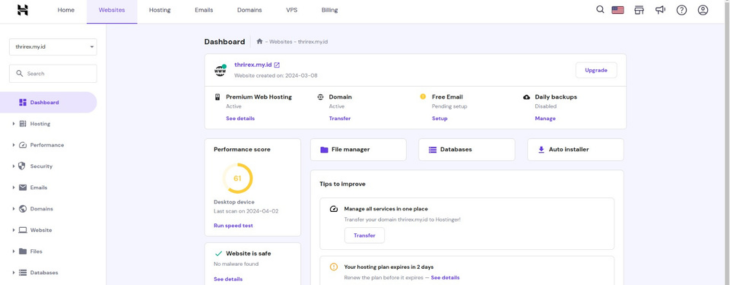 Home Websites Hosting Emails Domains VPS Billing
thrirex.my.id
Search
Dashboard
Hosting
Performance
Security
Emails
Domains
Website
Files
Databases
Dashboard - Websites - thrirex.my.id
thrirex.my.id
Website created on: 2024-02-08
Upgrade
Premium Web Hosting
Active
See details
Domain
Active
Transfer
Free Email
Pending setup
Setup
Daily backups
Disabled
Manage
Performance score
61
Desktop device
Last scan on 2024-04-02
Run speed test
Website is safe
No malware found
See details
File manager
Databases
Auto installer
Tips to improve
Manage all services in one place
Transfer your domain thrirex.my.id to Hostinger!
Transfer
Your hosting plan expires in 2 days
Renew the plan before it expires — See details